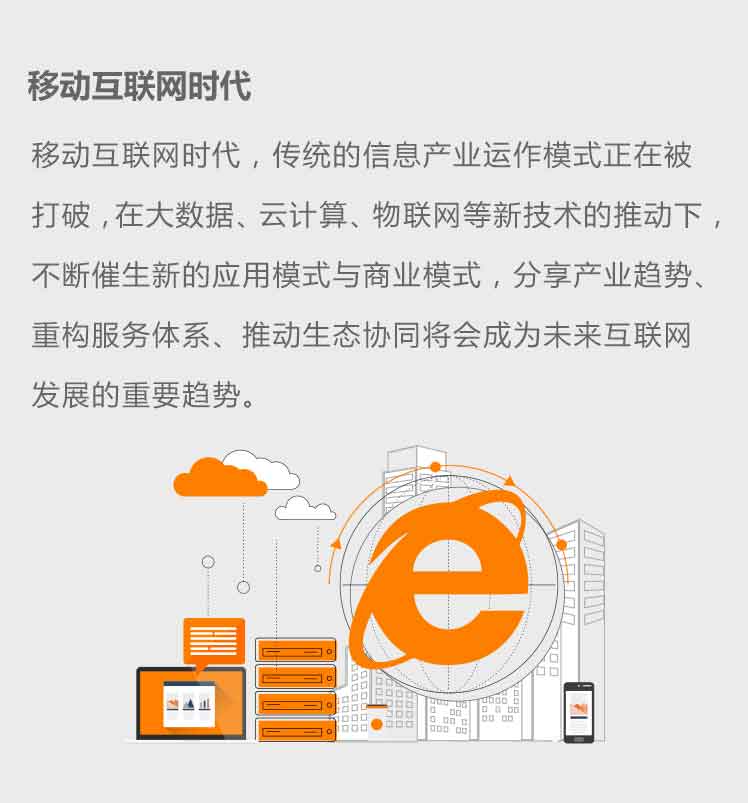 移动互联网时代
移动互联网时代，传统的信息产业运作模式正在被
打破，在大数据、云计算、物联网等新技术的推动下，
不断催生新的应用模式与商业模式，分享产业趋势、
重构服务体系、推动生态协同将会成为未来互联网
发展的重要趋势。